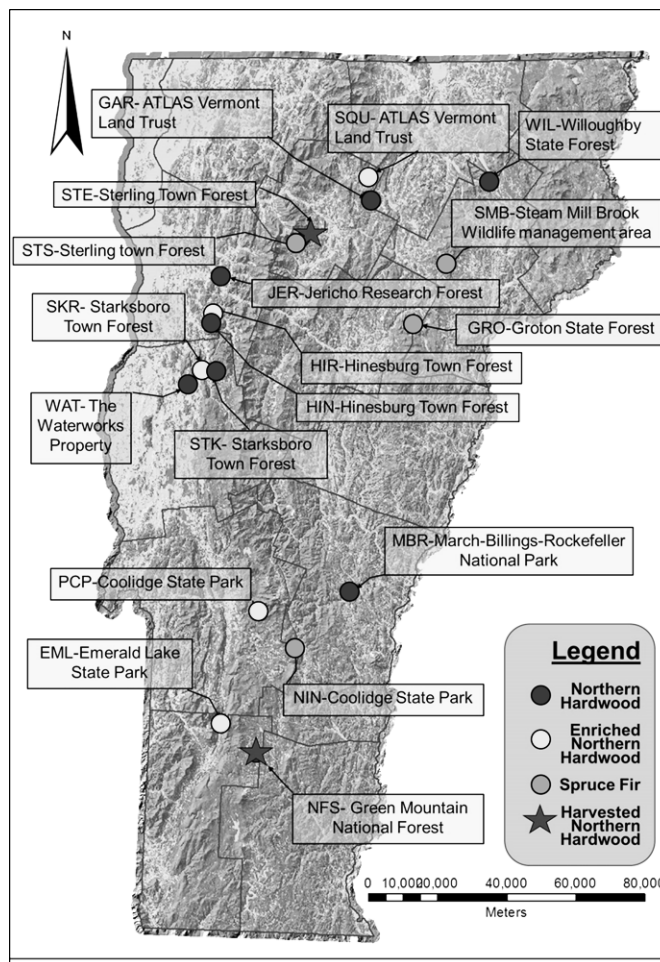 N
GAR- ATLAS Vermont
Land Trust
SQU- ATLAS Vermont
Land Trust
WIL-Willoughby
State Forest
STE-Sterling Town Forest
SMB-Steam Mill Brook
Wildlife management area
STS-Sterling town Forest
JER-Jericho Research Forest
SKR- Starksboro
Town Forest
GRO-Groton State Forest
HIR-Hinesburg Town Forest
WAT- The
Waterworks
Property
HIN-Hinesburg Town Forest
STK- Starksboro
Town Forest
MBR-March-Billings-Rockefeller
National Park
PCP-Coolidge State Park
EML-Emerald Lake
State Park
NIN-Coolidge State Park
NFS- Green Mountain
National Forest
Legend
Northern
Hardwood
Enriched
Northern
Hardwood
Spruce Fir
Harvested
Northern
Hardwood
0 10,000 20,000 40,000 60,000 80,000
Meters